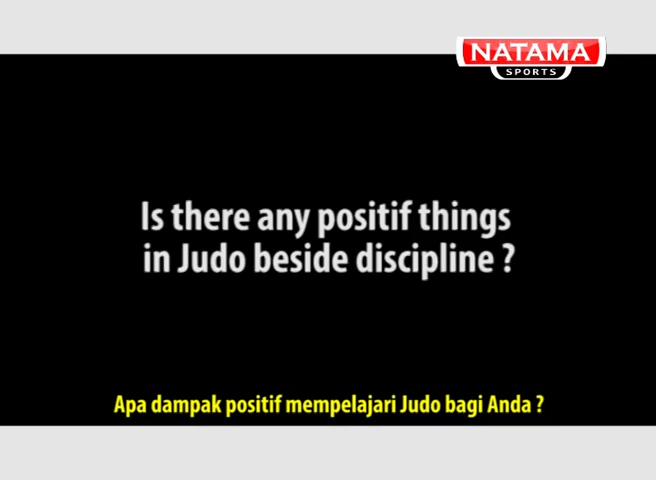 NATAMA
SPORTS
Is there any positif things
in Judo beside discipline ?
Apa dampak positif mempelajari Judo bagi Anda ?